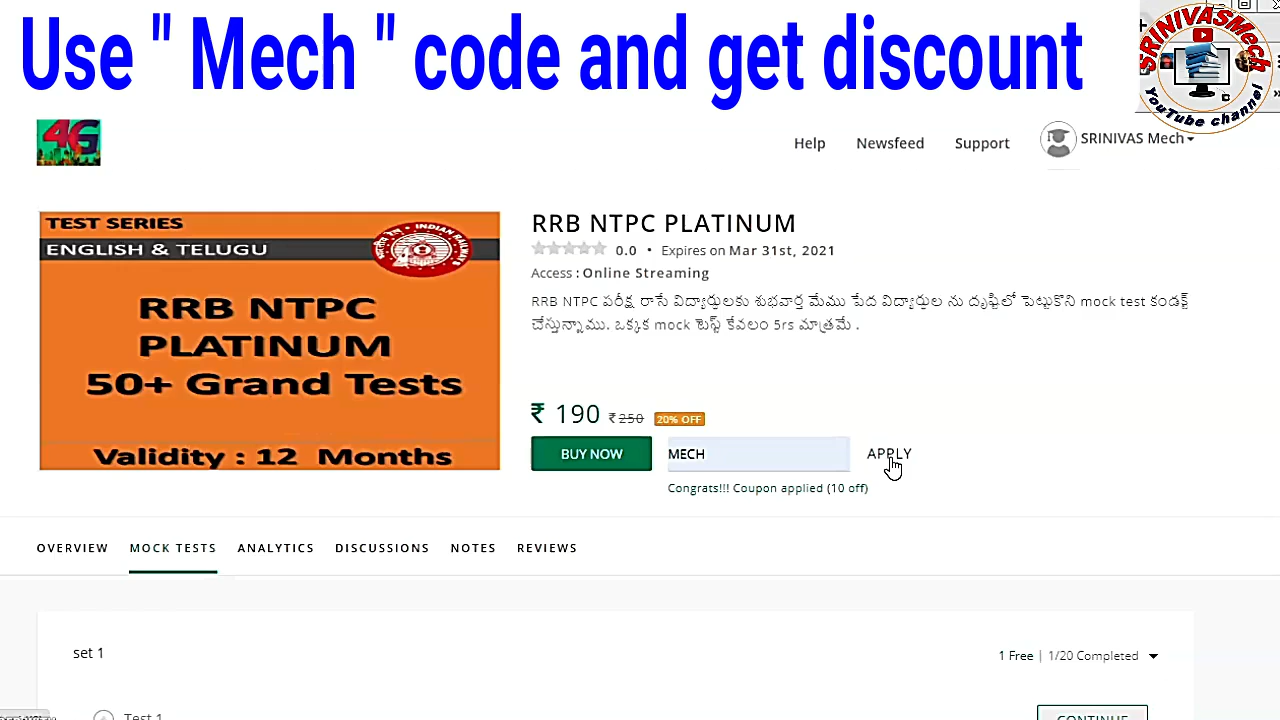 Use " Mech " code and get discount
SRINIVASMech
YouTube channel
4G
Help Newsfeed Support SRINIVAS Mech
TEST SERIES
ENGLISH & TELUGU
INDIAN RAILWAYS
RRB NTPC
PLATINUM
50+ Grand Tests
Validity : 12 Months
RRB NTPC PLATINUM
0.0 • Expires on Mar 31st, 2021
Access : Online Streaming
RRB NTPC పరీక్ష రాసే విద్యార్థులకు శుభవార్త మేము పేద విద్యార్థుల ను దృష్టిలో పెట్టుకొని mock test కండక్ట్
చేస్తున్నాము. ఒక్కక mock టెస్ట్ కేవలం 5rs మాత్రమే .
₹ 190 ₹250 20% OFF
BUY NOW MECH APPLY
Congrats!!! Coupon applied (10 off)
OVERVIEW MOCK TESTS ANALYTICS DISCUSSIONS NOTES REVIEWS
set 1 1 Free | 1/20 Completed
Test 1 CONTINUE